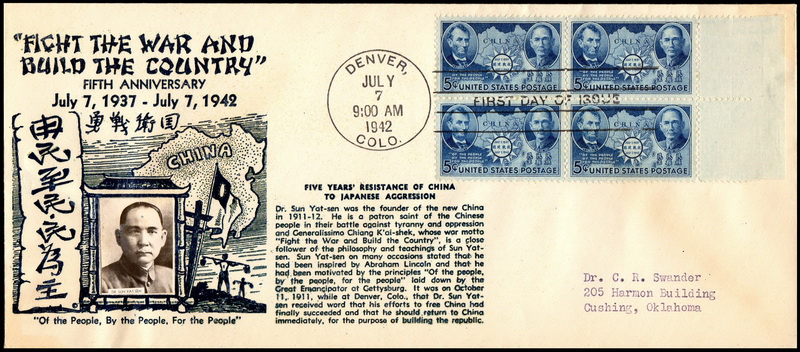 "FIGHT THE WAR AND
BUILD THE COUNTRY"
FIFTH ANNIVERSARY
July 7, 1937 - July 7, 1942
勇戰術国
民
民
民
為
主
CHINA
DR. SUN YAT-SEN
"Of the People, By the People, For the People"
FIVE YEARS' RESISTANCE OF CHINA
TO JAPANESE AGGRESSION
Dr. Sun Yat-sen was the founder of the new China
in 1911-12. He is a patron saint of the Chinese
people in their battle against tyranny and oppression
and Generalissimo Chiang K'ai-shek, whose war motto
"Fight the War and Build the Country", is a close
follower of the philosophy and teachings of Sun Yat-
sen. Sun Yat-sen on many occasions stated that he
had been inspired by Abraham Lincoln and that he
had been motivated by the principles "Of the people,
by the people, for the people" laid down by the
Great Emancipator at Gettysburg. It was on October
11, 1911, while at Denver, Colo., that Dr. Sun Yat-
sen received word that his efforts to free China had
finally succeeded and that he should return to China
immediately, for the purpose of building the republic.
DENVER,
JULY
7
9:00 AM
1942
COLO.
CHINA
5¢ UNITED STATES POSTAGE
CHINA
5¢ UNITED STATES POSTAGE
FIRST DAY OF ISSUE
CHINA
5¢ UNITED STATES POSTAGE
CHINA
5¢ UNITED STATES POSTAGE
Dr. C. R. Swander
205 Harmon Building
Cushing, Oklahoma